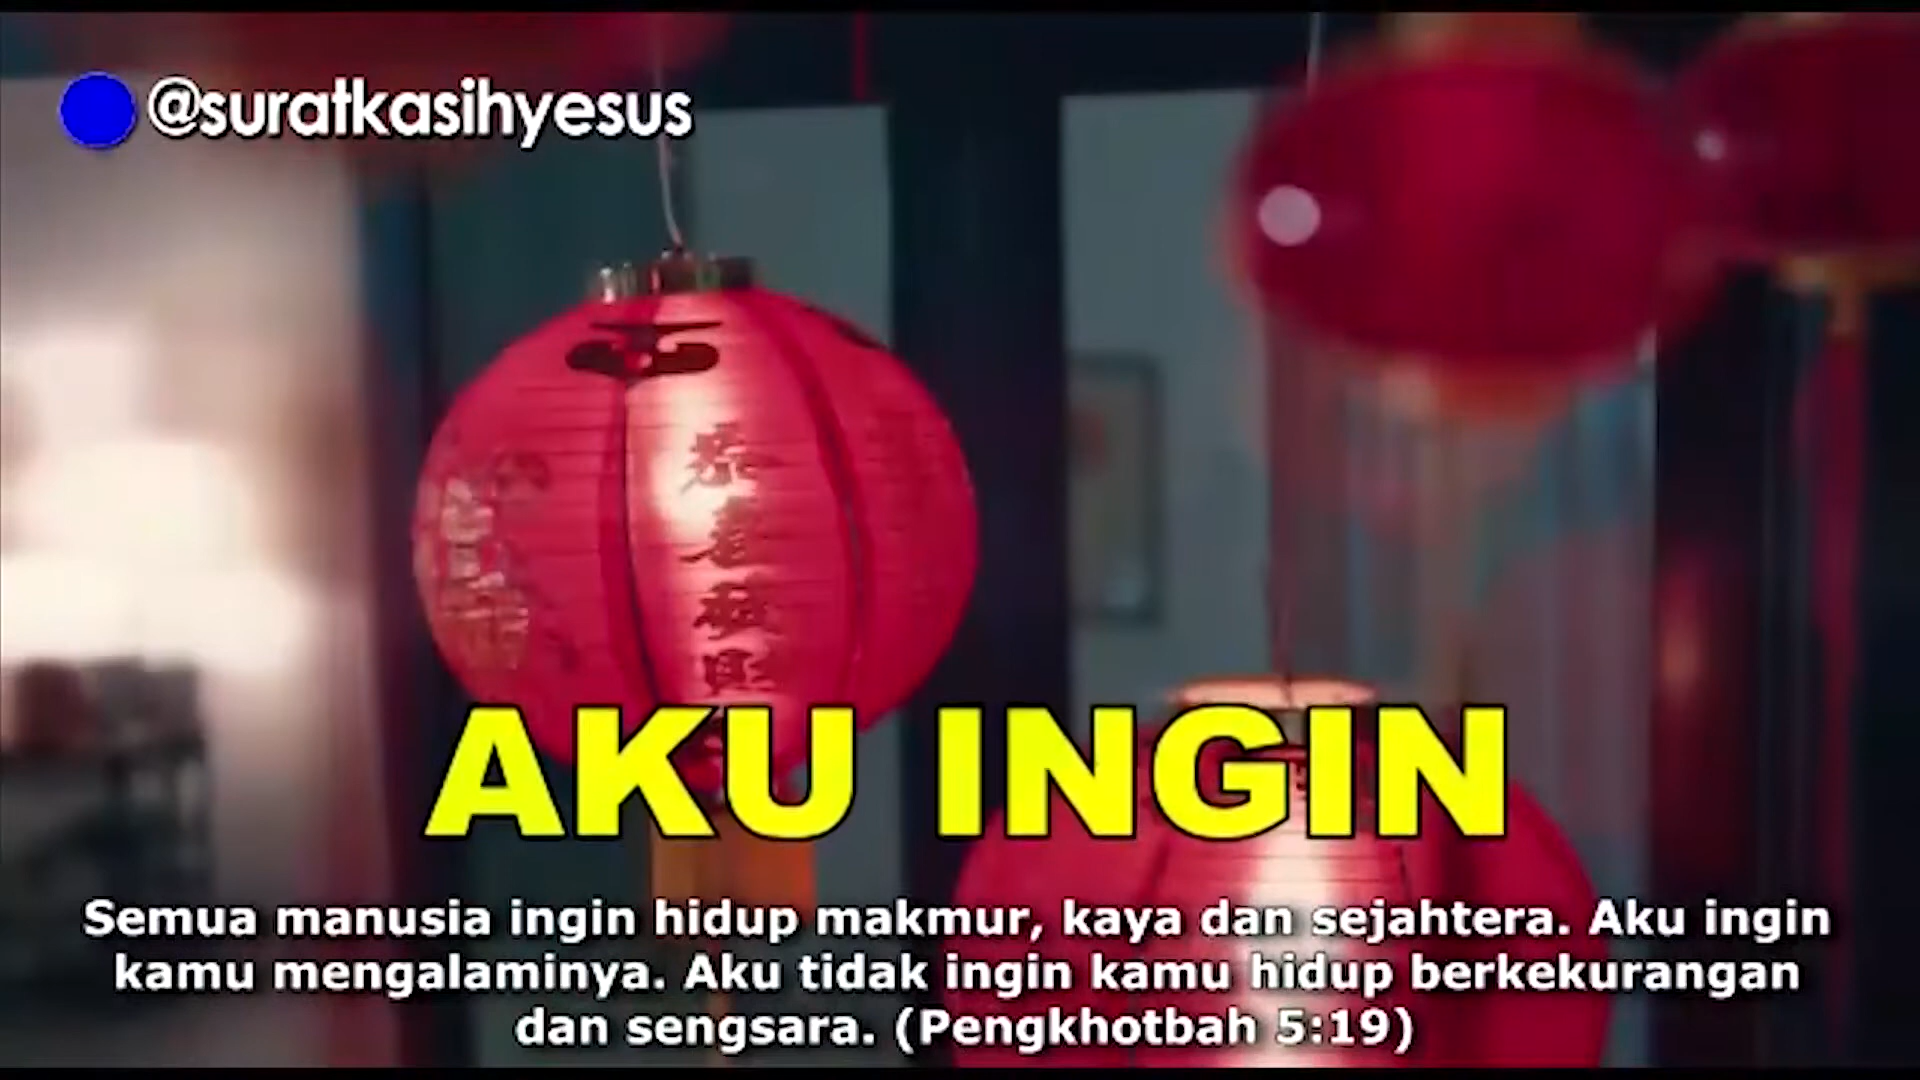 @suratkasihyesus
AKU INGIN
Semua manusia ingin hidup makmur, kaya dan sejahtera. Aku ingin
kamu mengalaminya. Aku tidak ingin kamu hidup berkekurangan
dan sengsara. (Pengkhotbah 5:19)